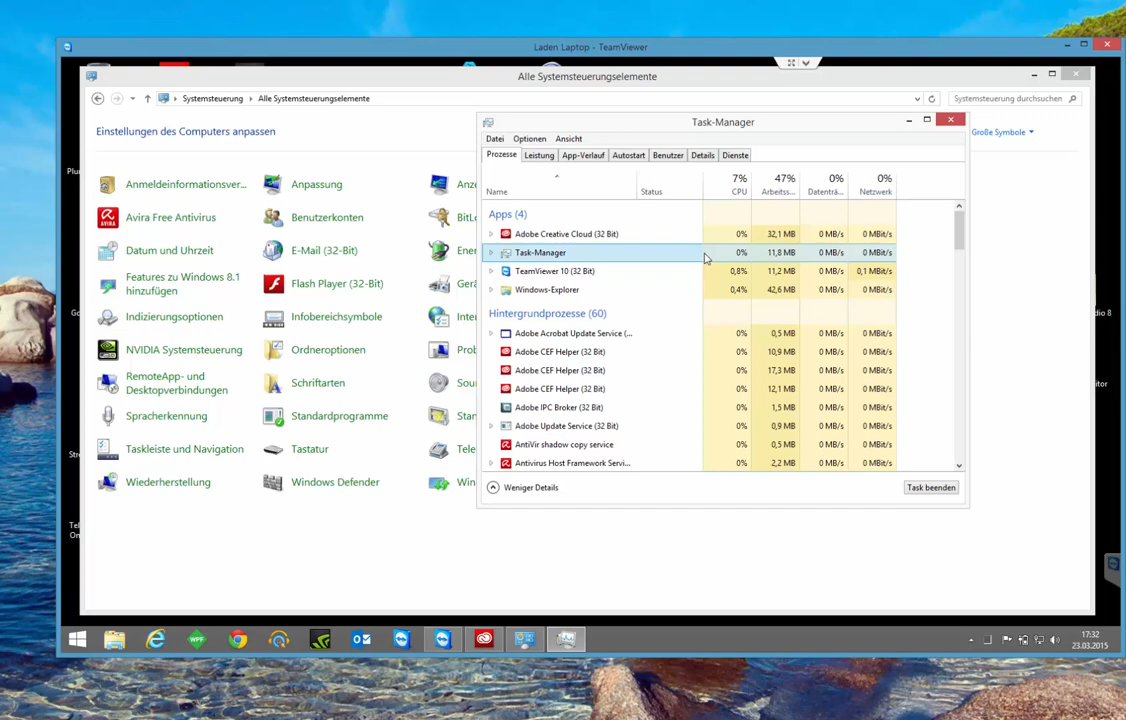 Laden Laptop - TeamViewer
Alle Systemsteuerungselemente
Systemsteuerung
Alle Systemsteuerungselemente
Systemsteuerung durchsuchen
Einstellungen des Computers anpassen
Große Symbole
Anmeldeinformationsver...
Anpassung
Anze
Avira Free Antivirus
Benutzerkonten
BitLo
Datum und Uhrzeit
E-Mail (32-Bit)
Ener
Features zu Windows 8.1
hinzufügen
Flash Player (32-Bit)
Gerä
Indizierungsoptionen
Infobereichsymbole
Inter
NVIDIA Systemsteuerung
Ordneroptionen
Prob
RemoteApp- und
Desktopverbindungen
Schriftarten
Sour
Spracherkennung
Standardprogramme
Stan
Taskleiste und Navigation
Tastatur
Tele
Wiederherstellung
Windows Defender
Win
Task-Manager
Datei Optionen Ansicht
Prozesse Leistung App-Verlauf Autostart Benutzer Details Dienste
7% 47% 0% 0%
Name Status CPU Arbeitss... Datenträ... Netzwerk
Apps (4)
Adobe Creative Cloud (32 Bit) 0% 32,1 MB 0 MB/s 0 MBit/s
Task-Manager 0% 11,8 MB 0 MB/s 0 MBit/s
TeamViewer 10 (32 Bit) 0,8% 11,2 MB 0 MB/s 0,1 MBit/s
Windows-Explorer 0,4% 42,6 MB 0 MB/s 0 MBit/s
Hintergrundprozesse (60)
Adobe Acrobat Update Service (... 0% 0,5 MB 0 MB/s 0 MBit/s
Adobe CEF Helper (32 Bit) 0% 10,9 MB 0 MB/s 0 MBit/s
Adobe CEF Helper (32 Bit) 0% 17,3 MB 0 MB/s 0 MBit/s
Adobe CEF Helper (32 Bit) 0% 12,1 MB 0 MB/s 0 MBit/s
Adobe IPC Broker (32 Bit) 0% 1,5 MB 0 MB/s 0 MBit/s
Adobe Update Service (32 Bit) 0% 0,9 MB 0 MB/s 0 MBit/s
AntiVir shadow copy service 0% 0,5 MB 0 MB/s 0 MBit/s
Antivirus Host Framework Servi... 0% 2,2 MB 0 MB/s 0 MBit/s
Weniger Details
Task beenden
WPF
17:32
23.03.2015